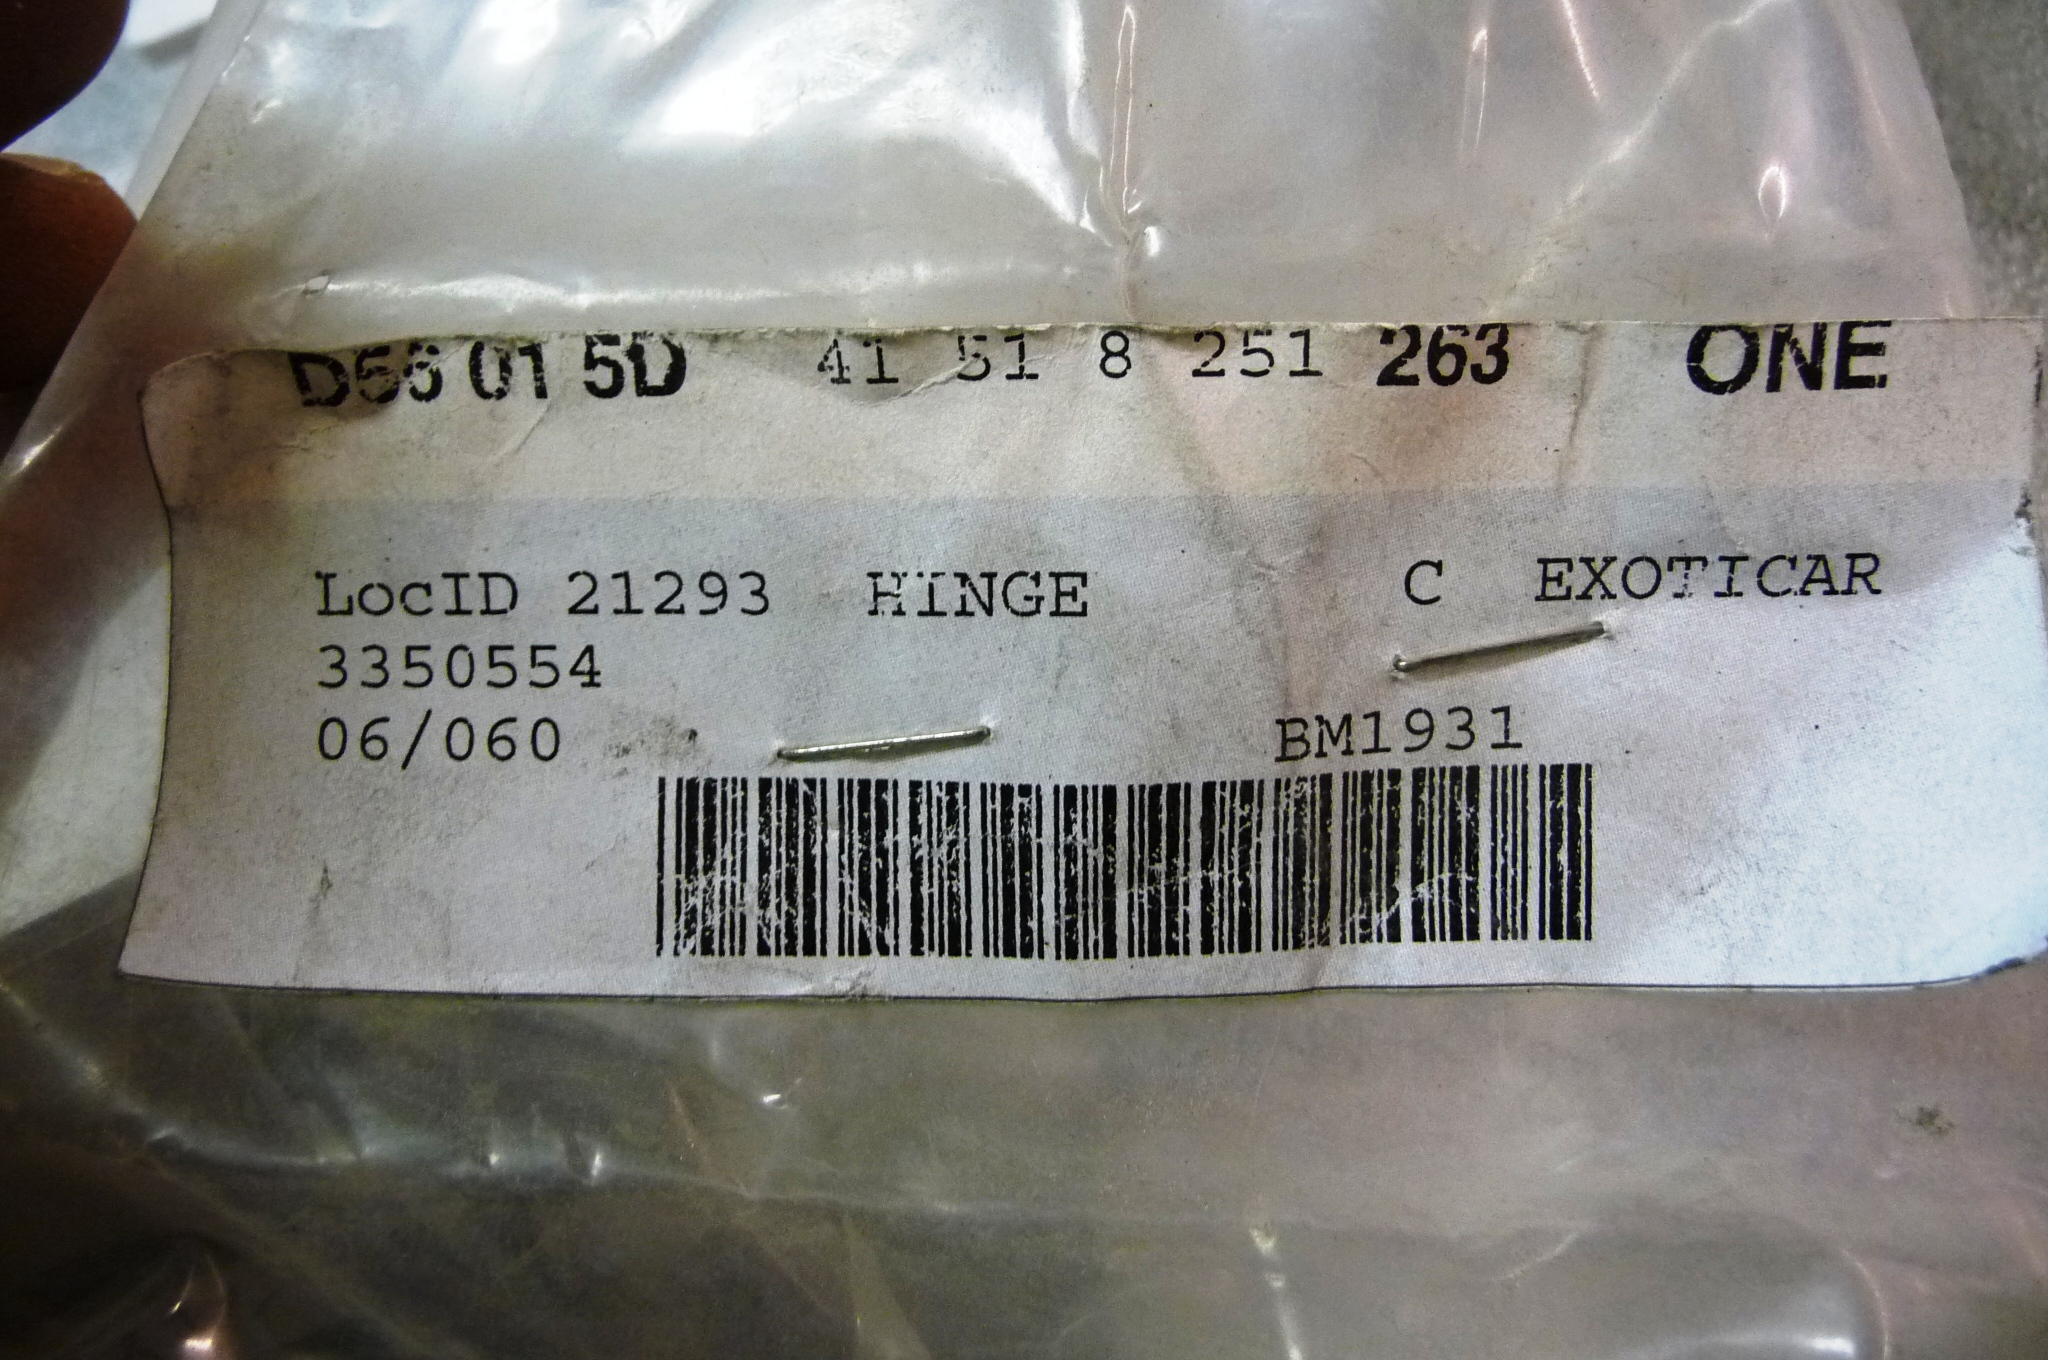 D56 01 5D 41 51 8 251 263 ONE
LocID 21293 HINGE C EXOTICAR
3350554
06/060 BM1931